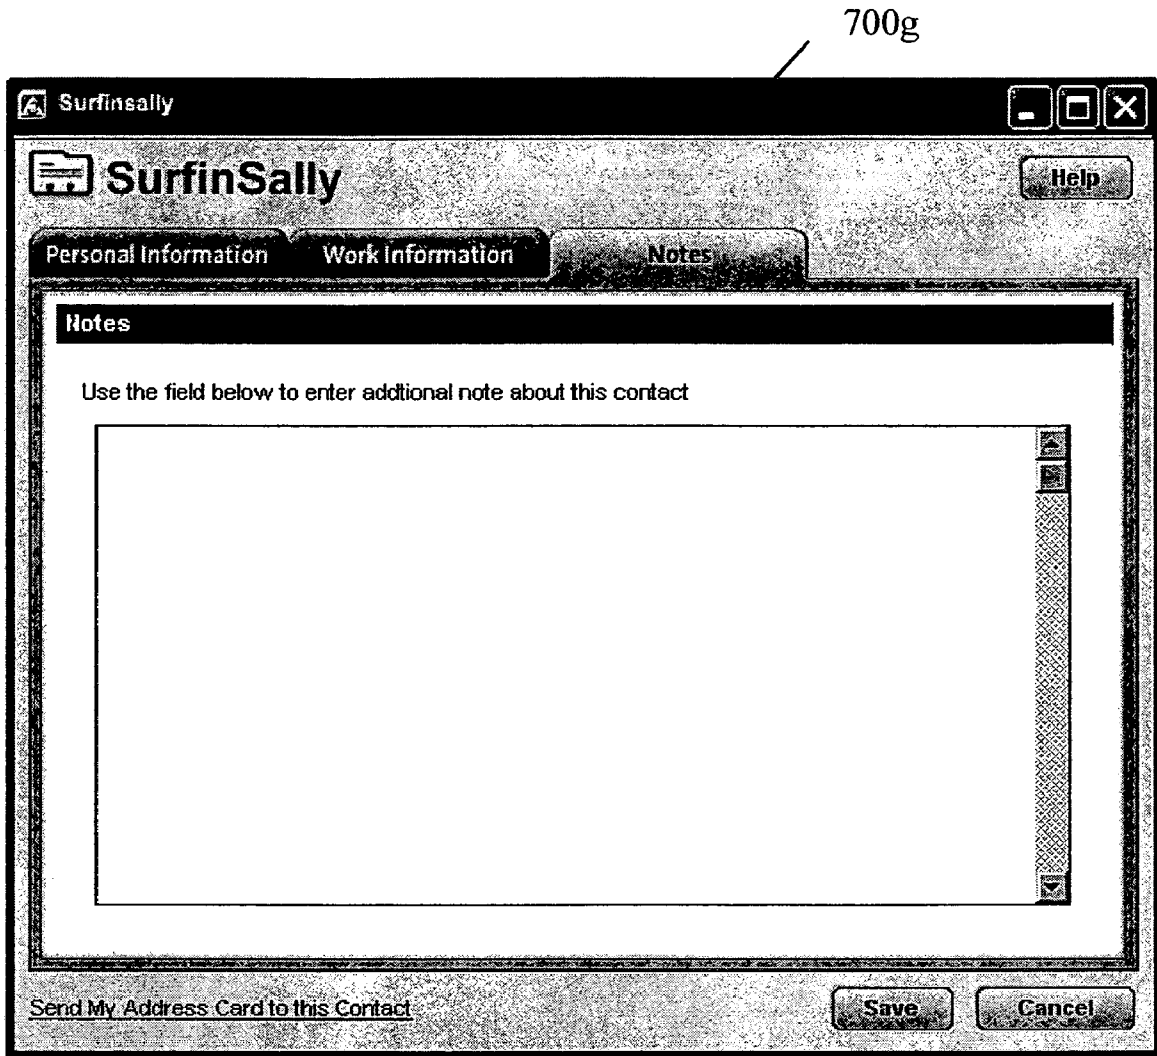 700g
Surfinsally
SurfinSally
Help
Personal Information Work Information Notes
Notes
Use the field below to enter addtional note about this contact
Send My Address Card to this Contact
Save Cancel